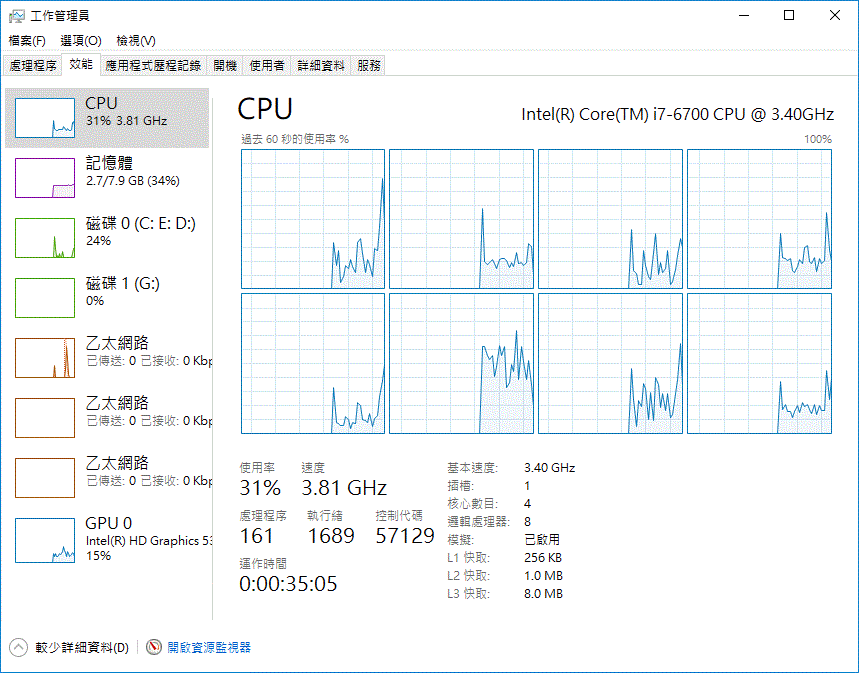 工作管理員
檔案(F) 選項(O) 檢視(V)
處理程序 效能 應用程式歷程記錄 開機 使用者 詳細資料 服務
CPU
31% 3.81 GHz
記憶體
2.7/7.9 GB (34%)
磁碟 0 (C: E: D:)
24%
磁碟 1 (G:)
0%
乙太網路
已傳送: 0 已接收: 0 Kbp
乙太網路
已傳送: 0 已接收: 0 Kbp
乙太網路
已傳送: 0 已接收: 0 Kbp
GPU 0
Intel(R) HD Graphics 53
15%
CPU
Intel(R) Core(TM) i7-6700 CPU @ 3.40GHz
過去 60 秒的使用率 %
100%
使用率 速度
31% 3.81 GHz
處理程序 執行緒 控制代碼
161 1689 57129
運作時間
0:00:35:05
基本速度: 3.40 GHz
插槽: 1
核心數目: 4
邏輯處理器: 8
模擬: 已啟用
L1 快取: 256 KB
L2 快取: 1.0 MB
L3 快取: 8.0 MB
較少詳細資料(D) 開啟資源監視器